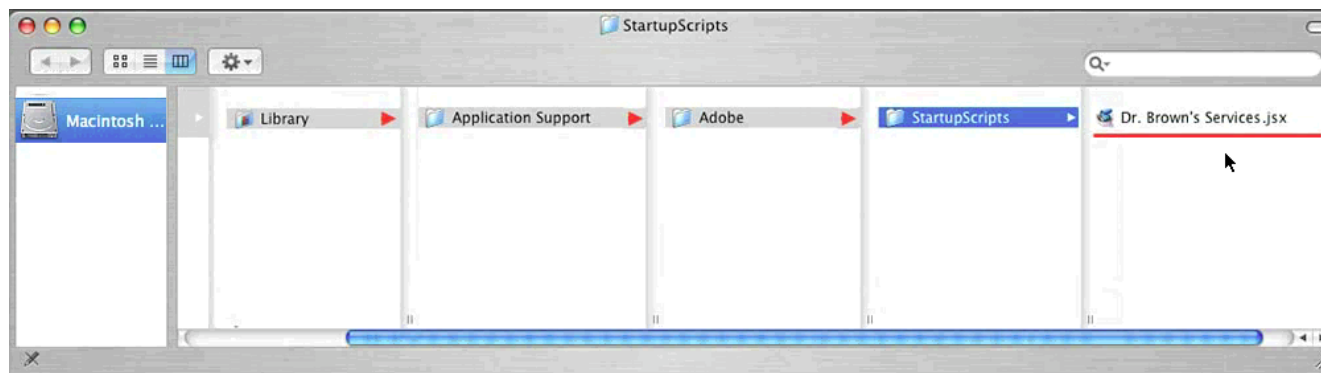 StartupScripts
Macintosh ...
Library
Application Support
Adobe
StartupScripts
Dr. Brown's Services.jsx